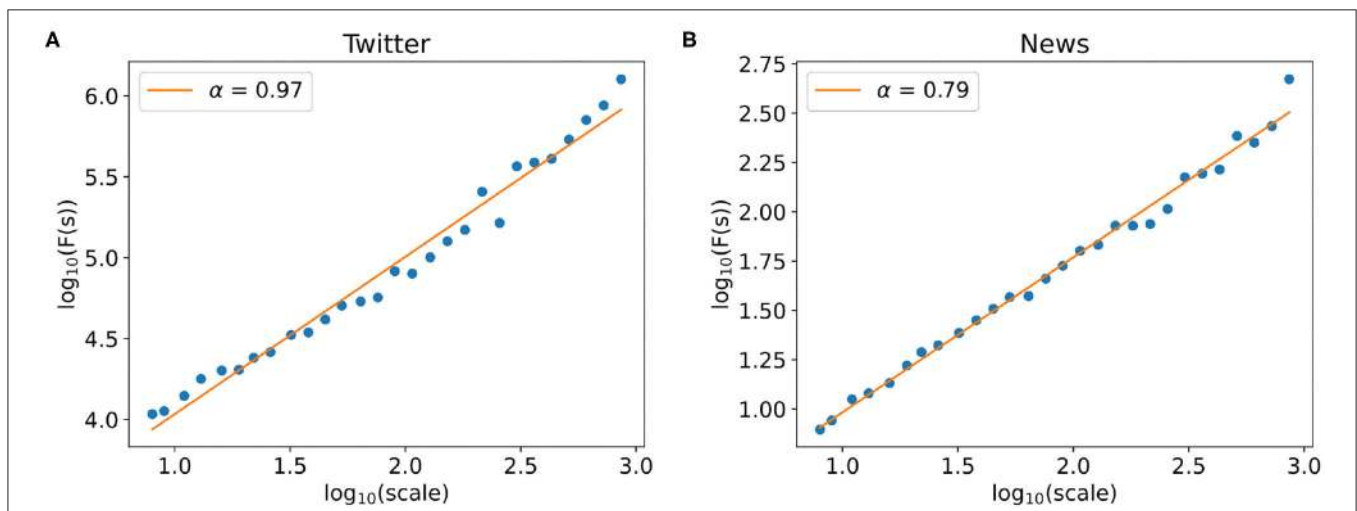 A
Twitter
α = 0.97
6.0
5.5
5.0
4.5
4.0
log₁₀(F(s))
1.0 1.5 2.0 2.5 3.0
log₁₀(scale)
B
News
α = 0.79
2.75
2.50
2.25
2.00
1.75
1.50
1.25
1.00
log₁₀(F(s))
1.0 1.5 2.0 2.5 3.0
log₁₀(scale)